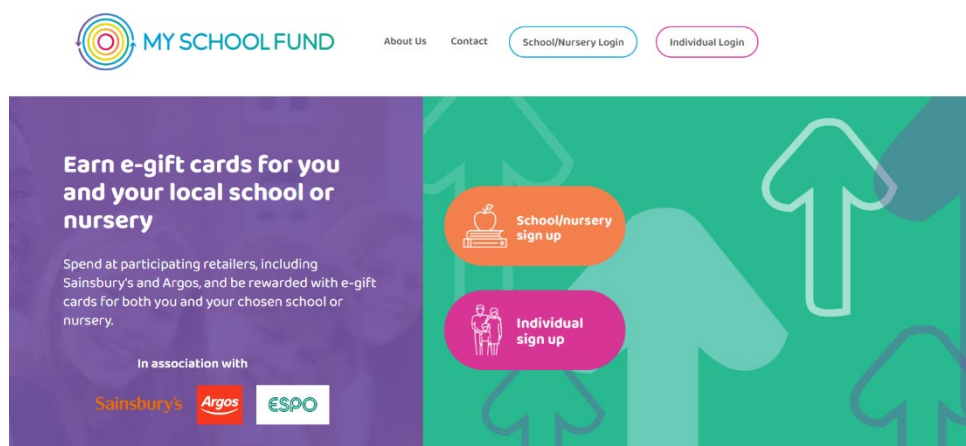 MY SCHOOL FUND
About Us
Contact
School/Nursery Login
Individual Login
Earn e-gift cards for you
and your local school or
nursery
Spend at participating retailers, including
Sainsbury's and Argos, and be rewarded with e-gift
cards for both you and your chosen school or
nursery.
In association with
Sainsbury's
Argos
ESPO
School/nursery
sign up
Individual
sign up